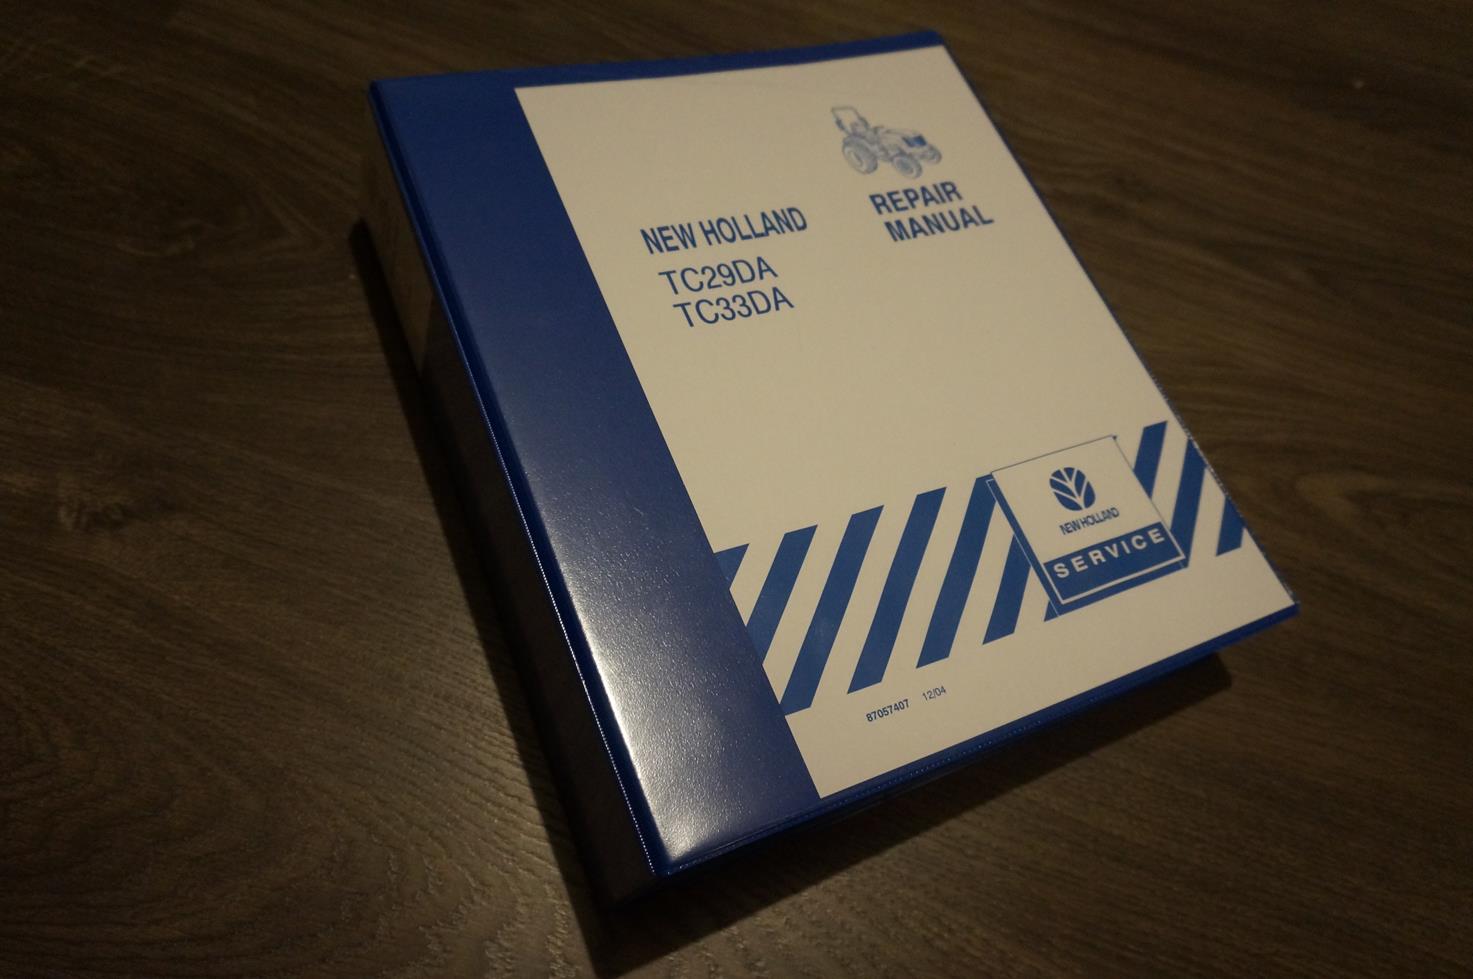 REPAIR
MANUAL
NEW HOLLAND
TC29DA
TC33DA
NEW HOLLAND
SERVICE
87057407 12/04